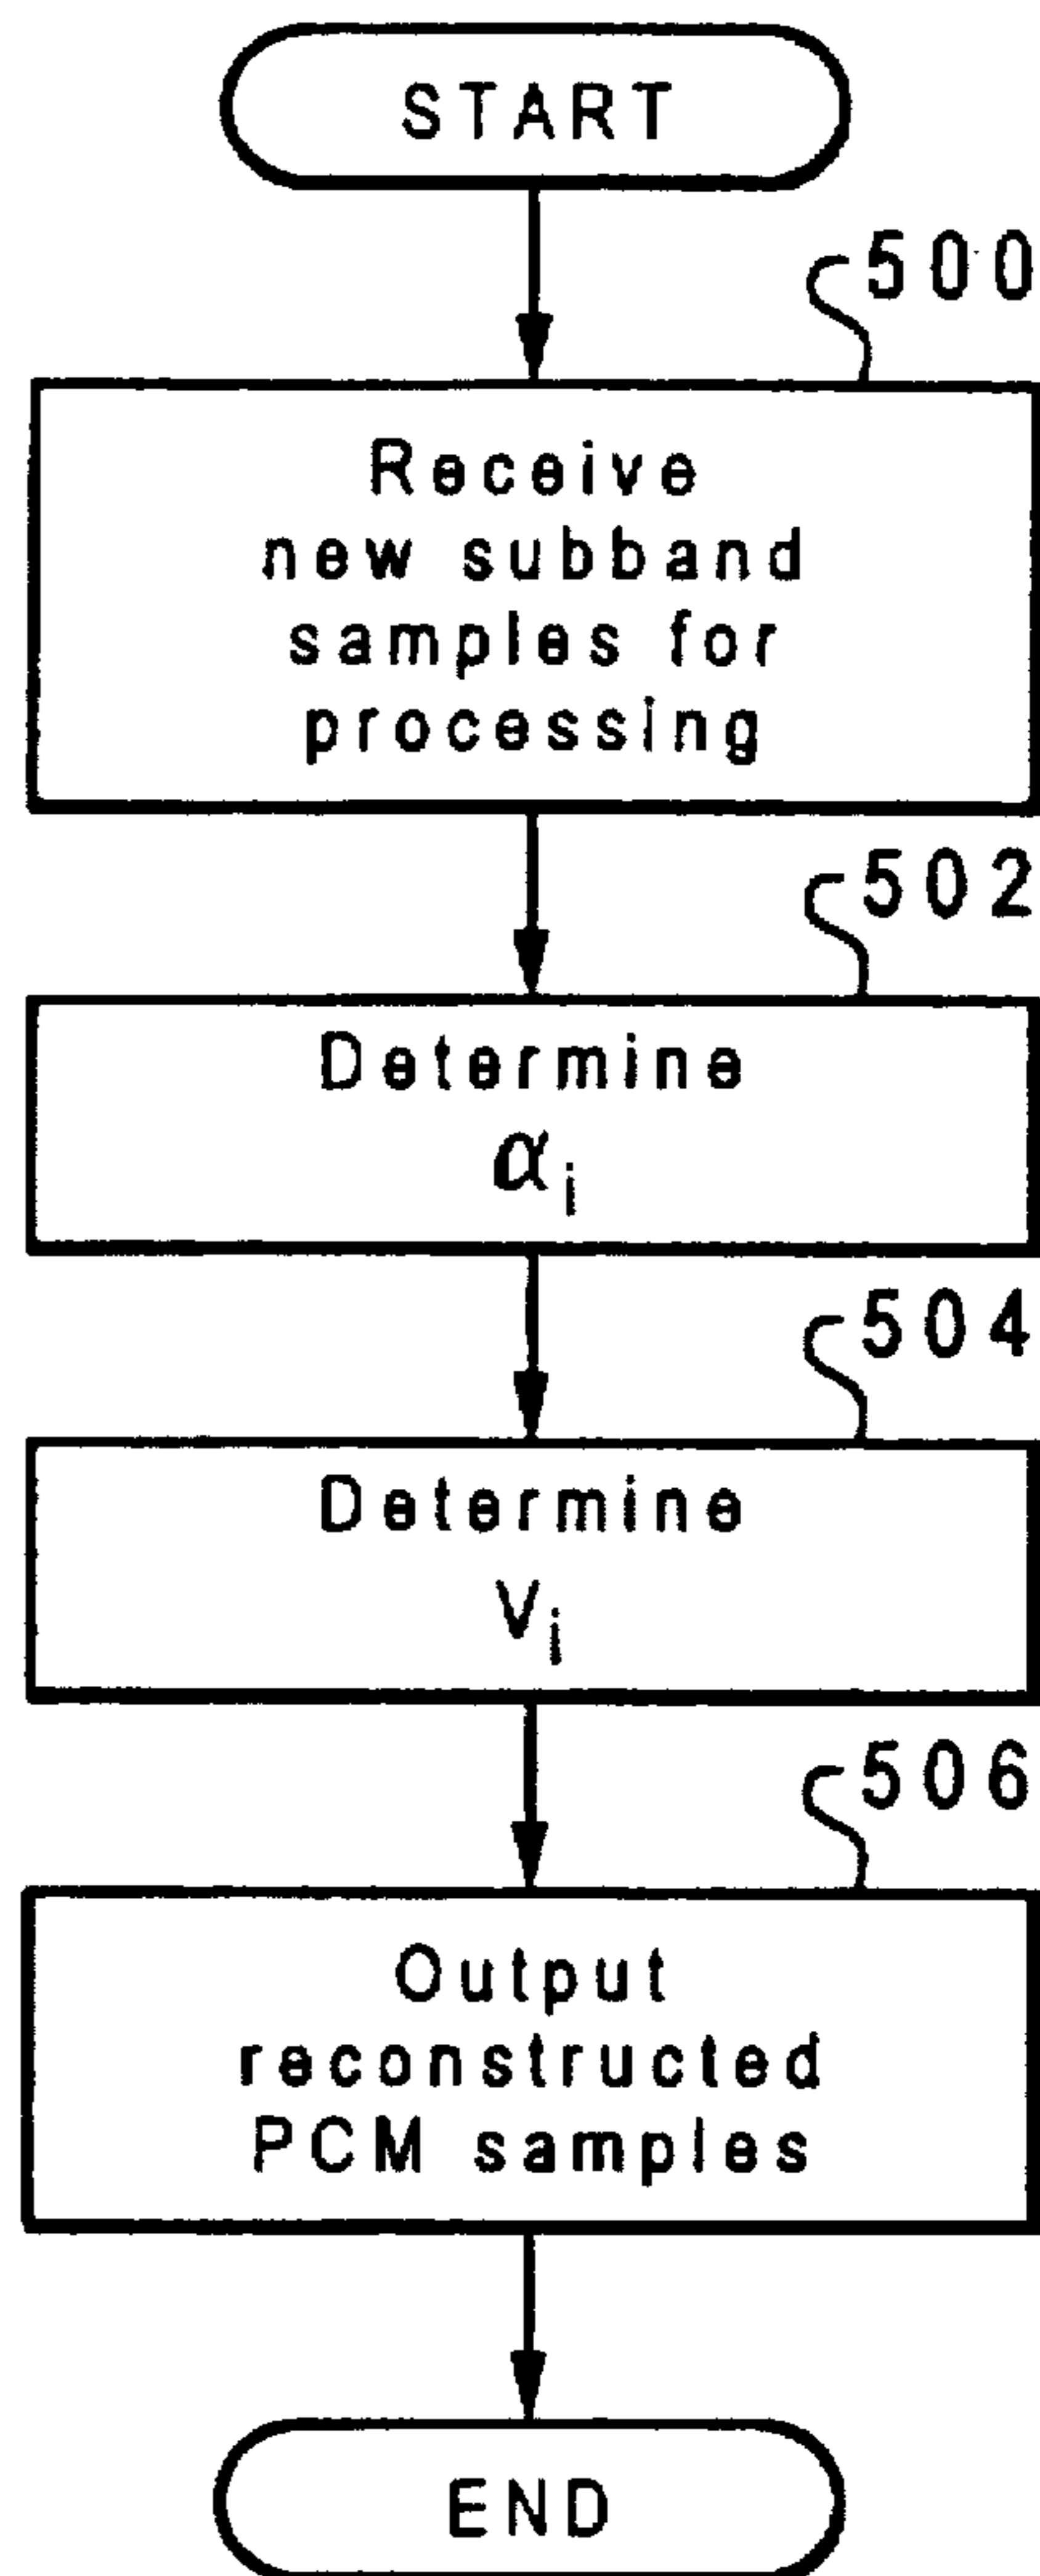 START
500
Receive
new subband
samples for
processing
502
Determine
αi
504
Determine
Vi
506
Output
reconstructed
PCM samples
END